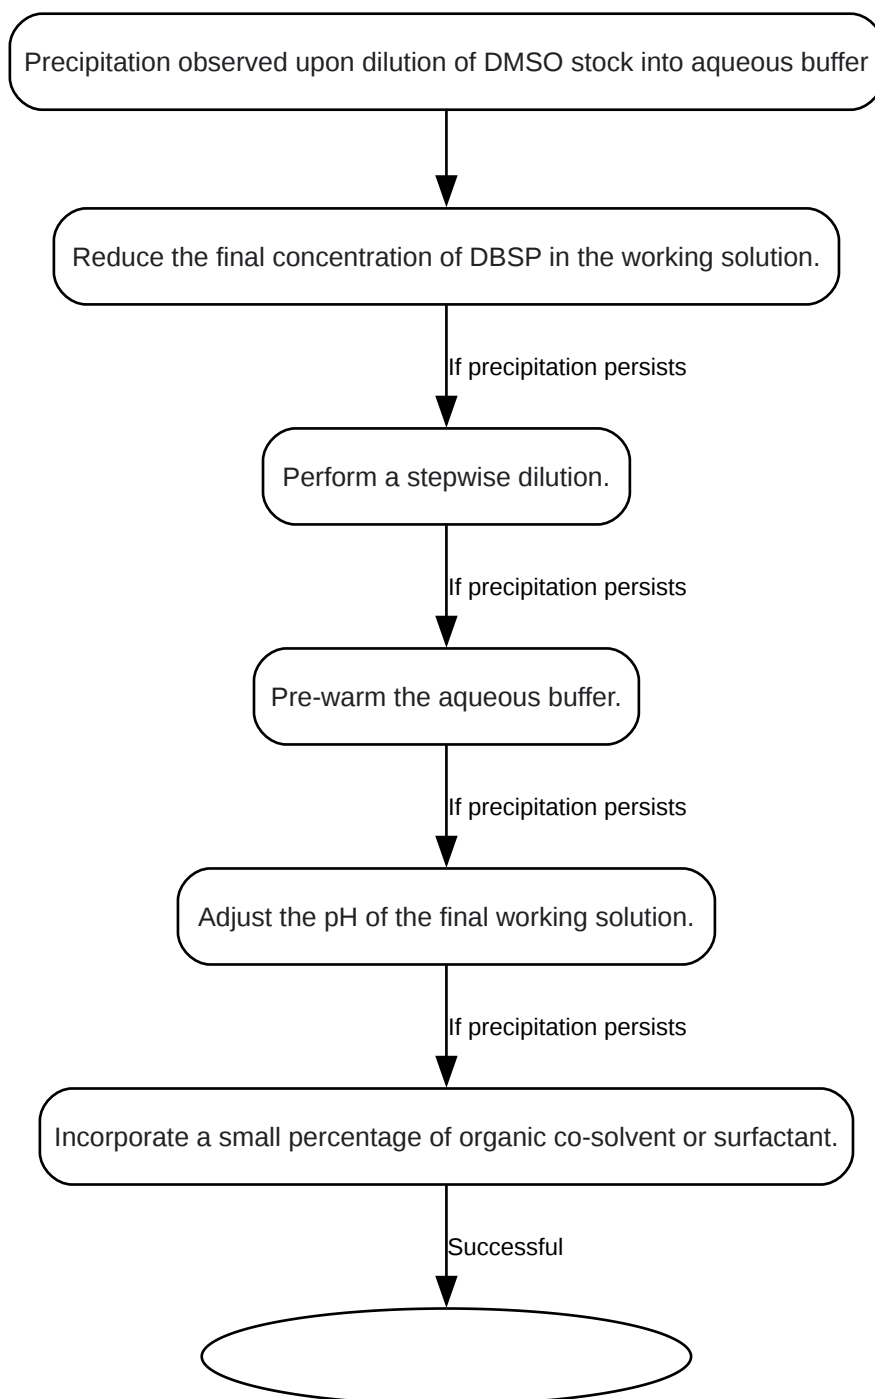 Precipitation observed upon dilution of DMSO stock into aqueous buffer
Reduce the final concentration of DBSP in the working solution.
If precipitation persists
Perform a stepwise dilution.
If precipitation persists
Pre-warm the aqueous buffer.
If precipitation persists
Adjust the pH of the final working solution.
If precipitation persists
Incorporate a small percentage of organic co-solvent or surfactant.
Successful